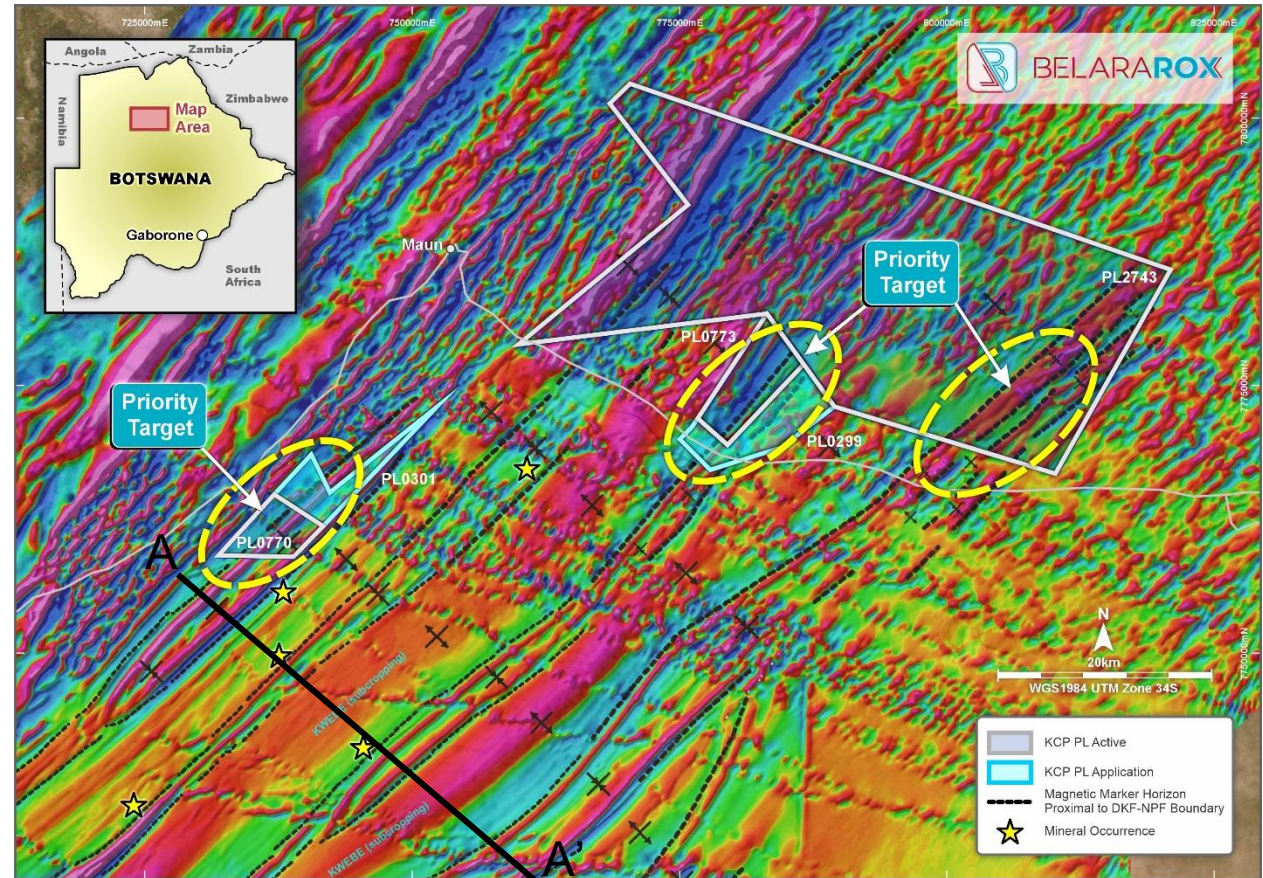 725000mE
750000mE
775000mE
800000mE
825000mE
Angola
Zambia
Namibia
Zimbabwe
Map
Area
BOTSWANA
Gaborone
South
Africa
BELARAROX
7800000mN
Maun
Priority
Target
PL2743
PL0773
7775000mN
Priority
Target
PL0299
PL0301
PL0770
A
N
20km
WGS1984 UTM Zone 34S
7750000mN
KWEBE (subcropping)
KWEBE (subcropping)
A'
KCP PL Active
KCP PL Application
Magnetic Marker Horizon
Proximal to DKF-NPF Boundary
Mineral Occurrence